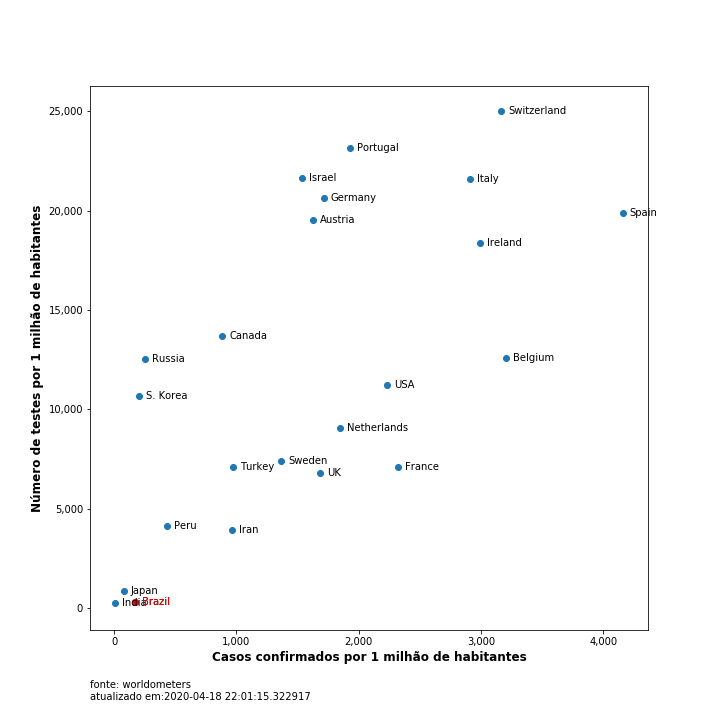 25,000
20,000
15,000
10,000
5,000
0
Número de testes por 1 milhão de habitantes
Switzerland
Portugal
Israel
Italy
Germany
Spain
Austria
Ireland
Canada
Russia
Belgium
USA
S. Korea
Netherlands
Sweden
Turkey
France
UK
Peru
Iran
Japan
India
Brazil
0
1,000
2,000
3,000
4,000
Casos confirmados por 1 milhão de habitantes
fonte: worldometers
atualizado em:2020-04-18 22:01:15.322917